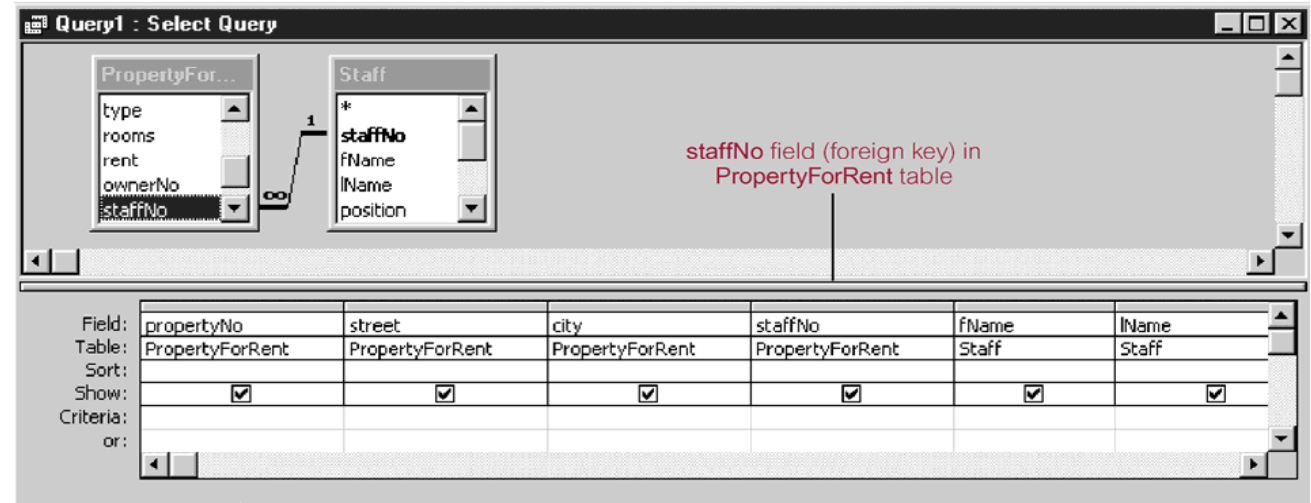 Query1 : Select Query
PropertyFor...
type
rooms
rent
ownerNo
staffNo
∞
1
Staff
*
staffNo
fName
lName
position
staffNo field (foreign key) in
PropertyForRent table
Field: propertyNo street city staffNo fName lName
Table: PropertyForRent PropertyForRent PropertyForRent PropertyForRent Staff Staff
Sort:
Show:
Criteria:
or: